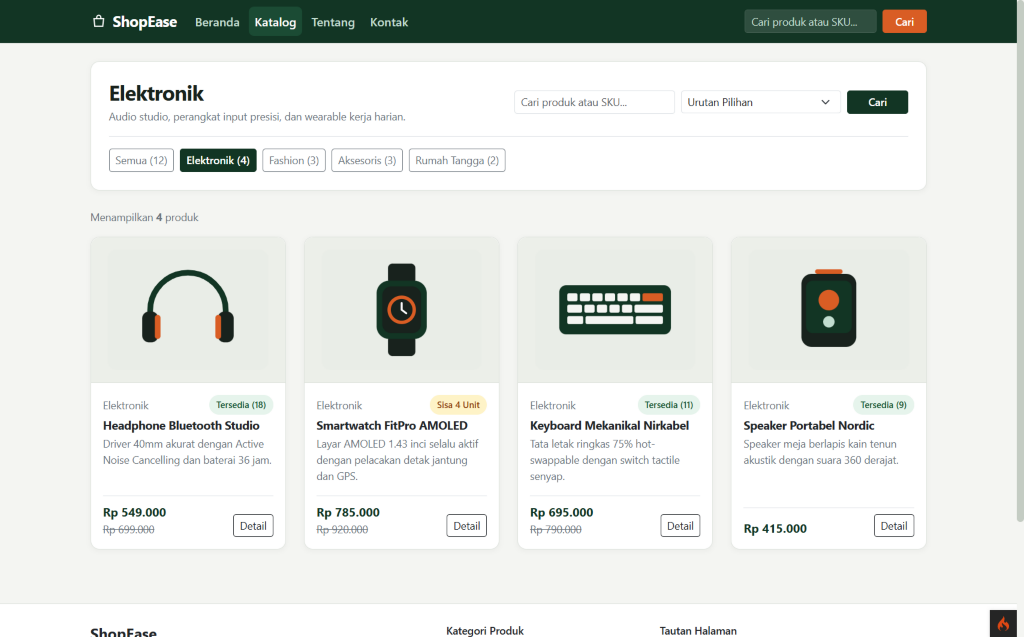 ShopEase Beranda Katalog Tentang Kontak Cari produk atau SKU... Cari
Elektronik
Audio studio, perangkat input presisi, dan wearable kerja harian.
Cari produk atau SKU... Urutan Pilihan Cari
Semua (12) Elektronik (4) Fashion (3) Aksesoris (3) Rumah Tangga (2)
Menampilkan 4 produk
Elektronik Tersedia (18)
Headphone Bluetooth Studio
Driver 40mm akurat dengan Active
Noise Cancelling dan baterai 36 jam.
Rp 549.000
Rp 699.000
Detail
Elektronik Sisa 4 Unit
Smartwatch FitPro AMOLED
Layar AMOLED 1.43 inci selalu aktif
dengan pelacakan detak jantung
dan GPS.
Rp 785.000
Rp 920.000
Detail
Elektronik Tersedia (11)
Keyboard Mekanikal Nirkabel
Tata letak ringkas 75% hot-
swappable dengan switch tactile
senyap.
Rp 695.000
Rp 790.000
Detail
Elektronik Tersedia (9)
Speaker Portabel Nordic
Speaker meja berlapis kain tenun
akustik dengan suara 360 derajat.
Rp 415.000
Detail
ShopEase Kategori Produk Tautan Halaman